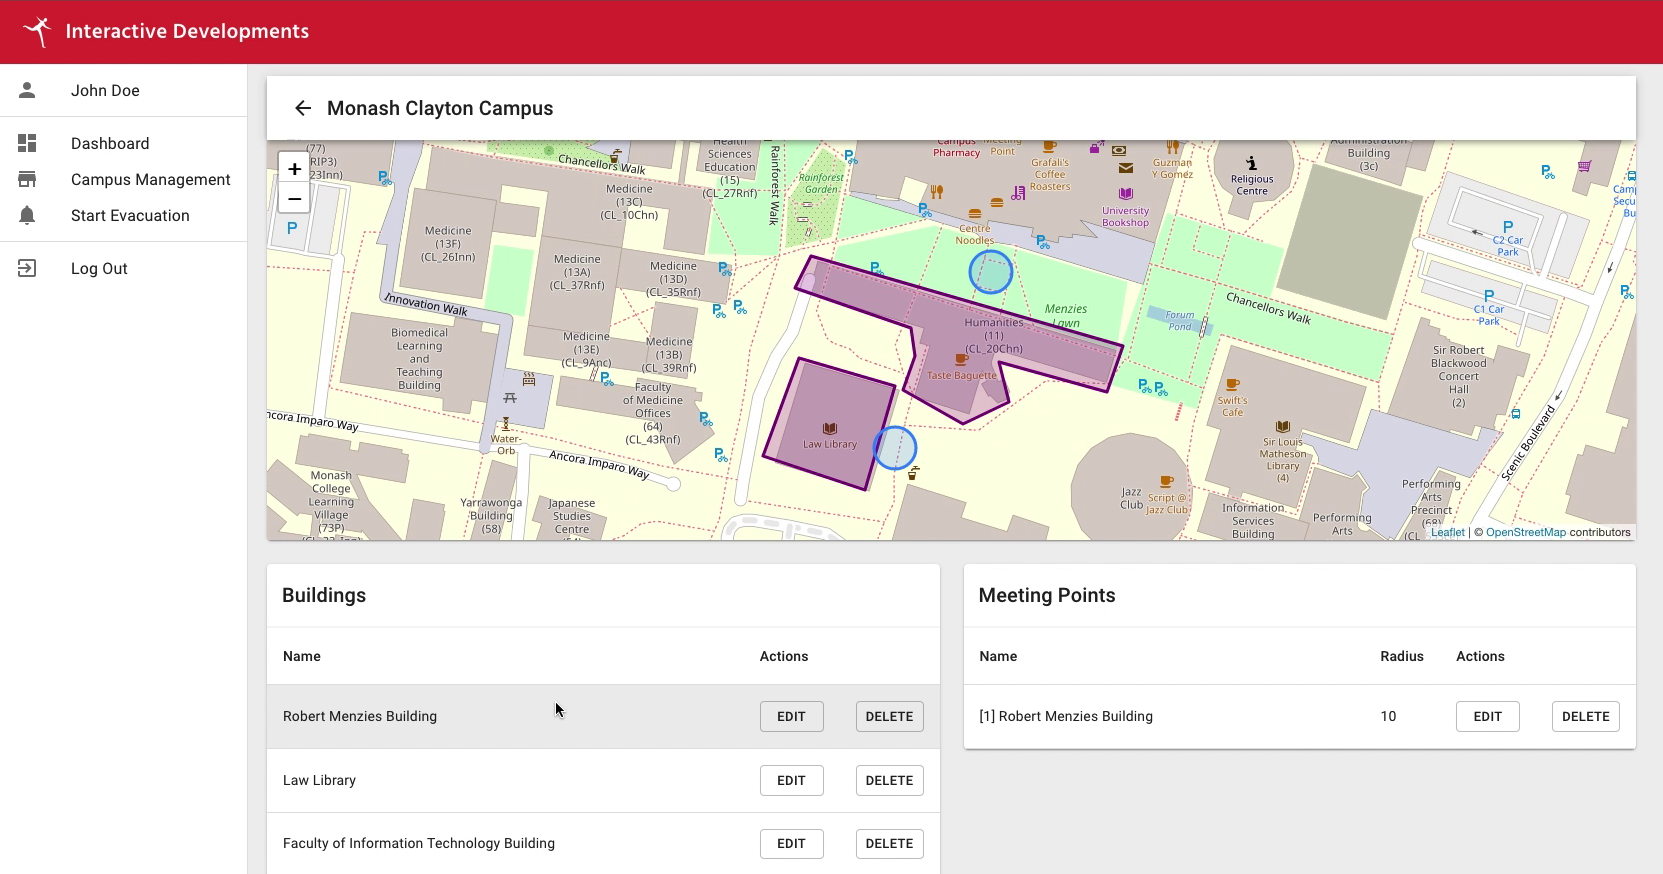 Interactive Developments
John Doe
Dashboard
Campus Management
Start Evacuation
Log Out
Monash Clayton Campus
+
−
(77)
RIP3)
23Inn)
P
Chancellors Walk
Medicine
(13C)
(CL_10Chn)
Health
Sciences
Education
(15)
(CL_27Rnf)
Rainforest Walk
Rainforest
Garden
Campus
Pharmacy
Meeting
Point
Grafali's
Coffee
Roasters
Guzman
Y Gomez
Religious
Centre
Administration
Building
(3c)
University
Bookshop
Centre
Noodles
Medicine
(13F)
(CL_26Inn)
Medicine
(13A)
(CL_37Rnf)
Medicine
(13D)
(CL_35Rnf)
Innovation Walk
Biomedical
Learning
and
Teaching
Building
Medicine
(13E)
(CL_9Anc)
Medicine
(13B)
(CL_39Rnf)
Faculty
of Medicine
Offices
(64)
(CL_43Rnf)
Menzies
Lawn
Humanities
(11)
(CL_20Chn)
Taste Baguette
Law Library
Forum
Pond
Chancellors Walk
P
C2 Car
Park
P
C1 Car
Park
Camp
Secu
Bu
Sir Robert
Blackwood
Concert
Hall
(2)
Swift's
Cafe
Sir Louis
Matheson
Library
(4)
Scenic Boulevard
ncora Imparo Way
Water-
Orb
Ancora Imparo Way
Monash
College
Learning
Village
(73P)
Yarrawonga
Building
(58)
Japanese
Studies
Centre
Jazz
Club
Script @
Jazz Club
Information
Services
Building
Performing
Arts
Performing
Arts
Precinct
(68)
(CL
Leaflet | © OpenStreetMap contributors
Buildings
Name Actions
Robert Menzies Building EDIT DELETE
Law Library EDIT DELETE
Faculty of Information Technology Building EDIT DELETE
Meeting Points
Name Radius Actions
[1] Robert Menzies Building 10 EDIT DELETE